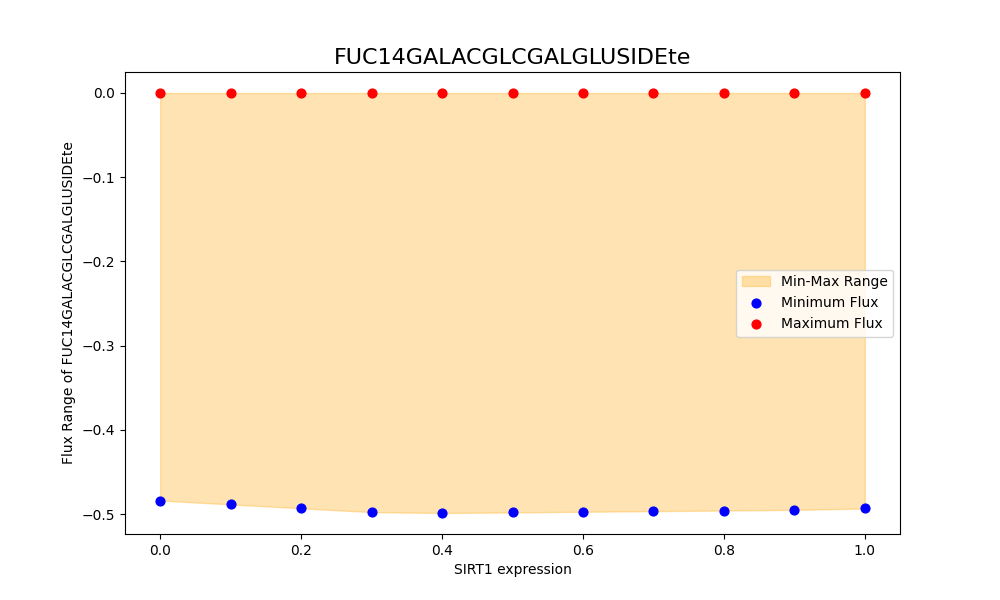 FUC14GALACGLCGALGLUSIDEte
Flux Range of FUC14GALACGLCGALGLUSIDEte
0.0
−0.1
−0.2
−0.3
−0.4
−0.5
Min-Max Range
Minimum Flux
Maximum Flux
0.0 0.2 0.4 0.6 0.8 1.0
SIRT1 expression